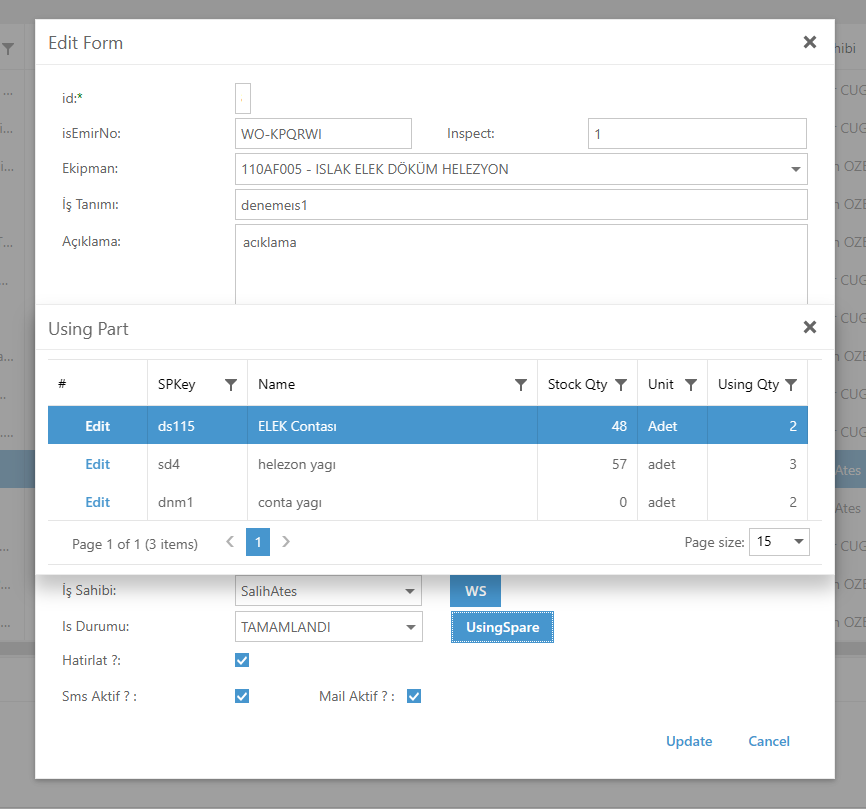 Edit Form
hibi
id:*
isEmirNo: WO-KPQRWI Inspect: 1
CUG
Ekipman: 110AF005 - ISLAK ELEK DÖKÜM HELEZYON
OZE
İş Tanımı: denemeıs1
OZE
Açıklama: acıklama
OZE
CUG
CUG
Using Part
OZE
# SPKey Name Stock Qty Unit Using Qty
CUG
Edit ds115 ELEK Contası 48 Adet 2
CUG
Edit sd4 helezon yagı 57 adet 3
Ates
Edit dnm1 conta yagı 0 adet 2
Ates
Page 1 of 1 (3 items) 1 Page size: 15
CUG
İş Sahibi: SalihAtes WS
OZE
Is Durumu: TAMAMLANDI UsingSpare
OZE
Hatirlat ?:
Sms Aktif ? : Mail Aktif ? :
Update Cancel